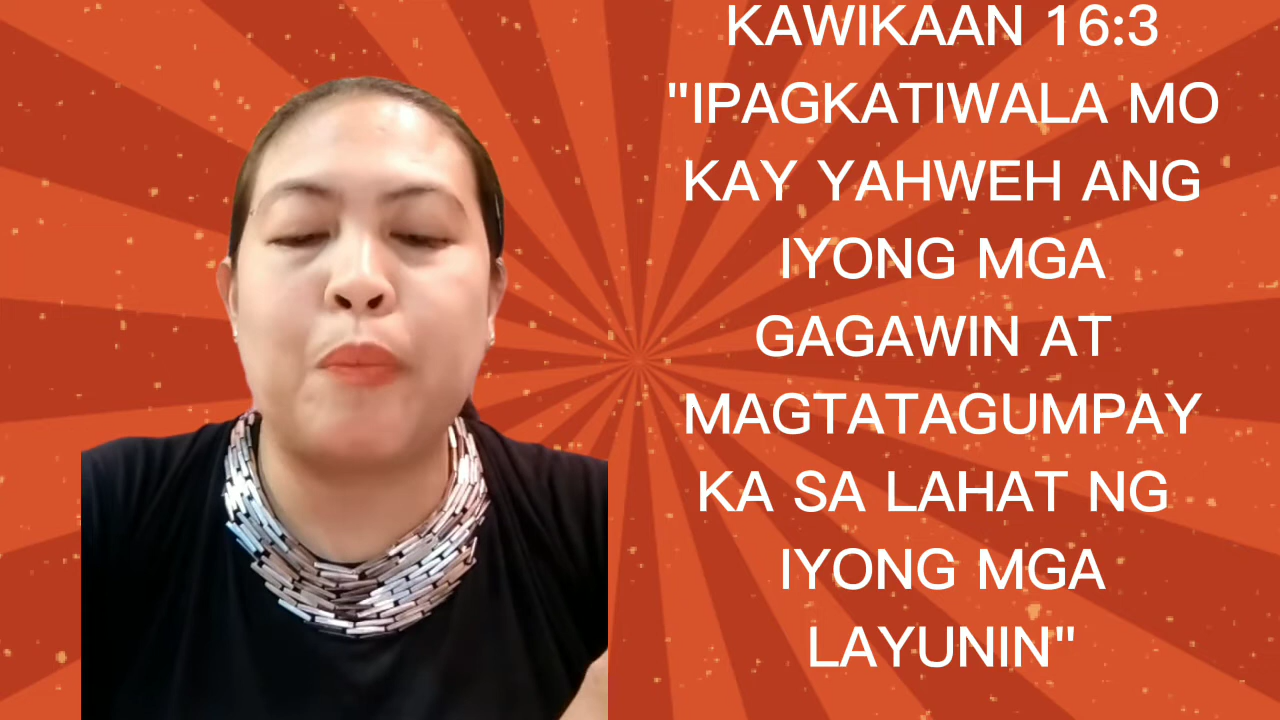 KAWIKAAN 16:3
"IPAGKATIWALA MO
KAY YAHWEH ANG
IYONG MGA
GAGAWIN AT
MAGTATAGUMPAY
KA SA LAHAT NG
IYONG MGA
LAYUNIN"